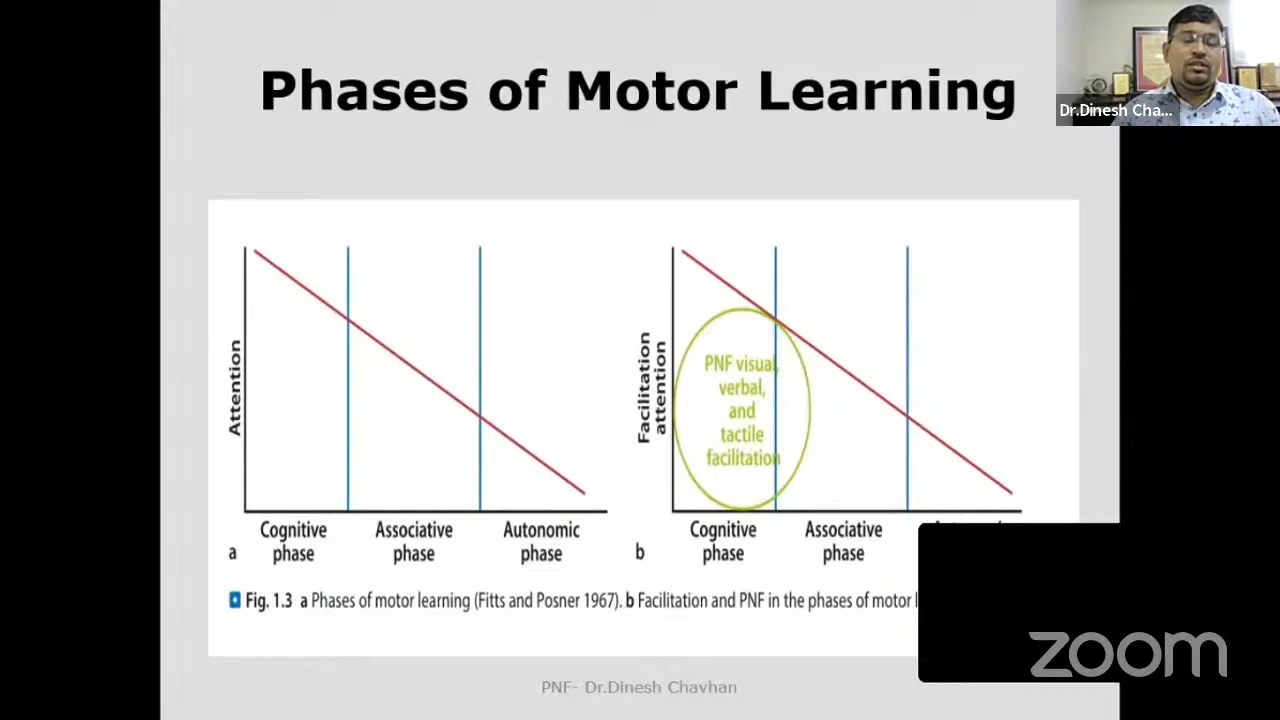 Phases of Motor Learning
Dr.Dinesh Cha...
Attention
Cognitive phase
Associative phase
Autonomic phase
a
Facilitation attention
PNF visual,
verbal,
and
tactile
facilitation
Cognitive phase
Associative phase
b
Fig. 1.3 a Phases of motor learning (Fitts and Posner 1967). b Facilitation and PNF in the phases of motor
PNF- Dr.Dinesh Chavhan
zoom